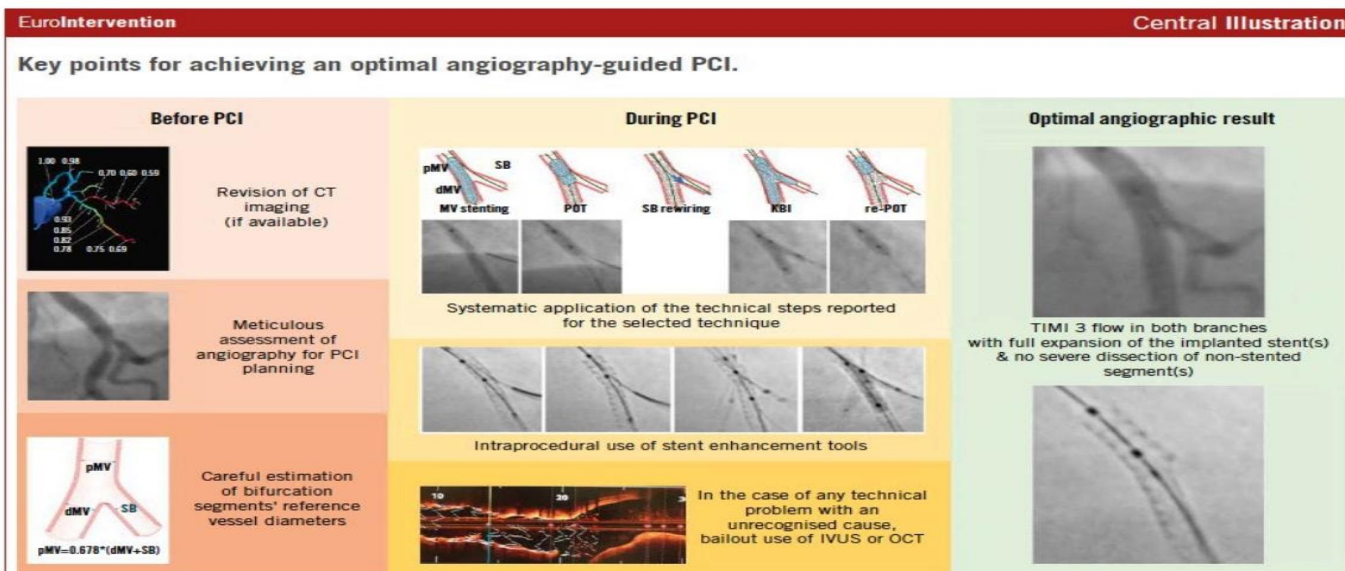 EuroIntervention
Central Illustration
Key points for achieving an optimal angiography-guided PCI.
Before PCI
1.00 0.98
0.70 0.60 0.59
0.93
0.85
0.82
0.78 0.75 0.69
Revision of CT
imaging
(if available)
Meticulous
assessment of
angiography for PCI
planning
pMV
dMV SB
pMV=0.678*(dMV+SB)
Careful estimation
of bifurcation
segments' reference
vessel diameters
During PCI
pMV SB
dMV
MV stenting POT SB rewiring KBI re-POT
Systematic application of the technical steps reported
for the selected technique
Intraprocedural use of stent enhancement tools
10 20 3
In the case of any technical
problem with an
unrecognised cause,
bailout use of IVUS or OCT
Optimal angiographic result
TIMI 3 flow in both branches
with full expansion of the implanted stent(s)
& no severe dissection of non-stented
segment(s)